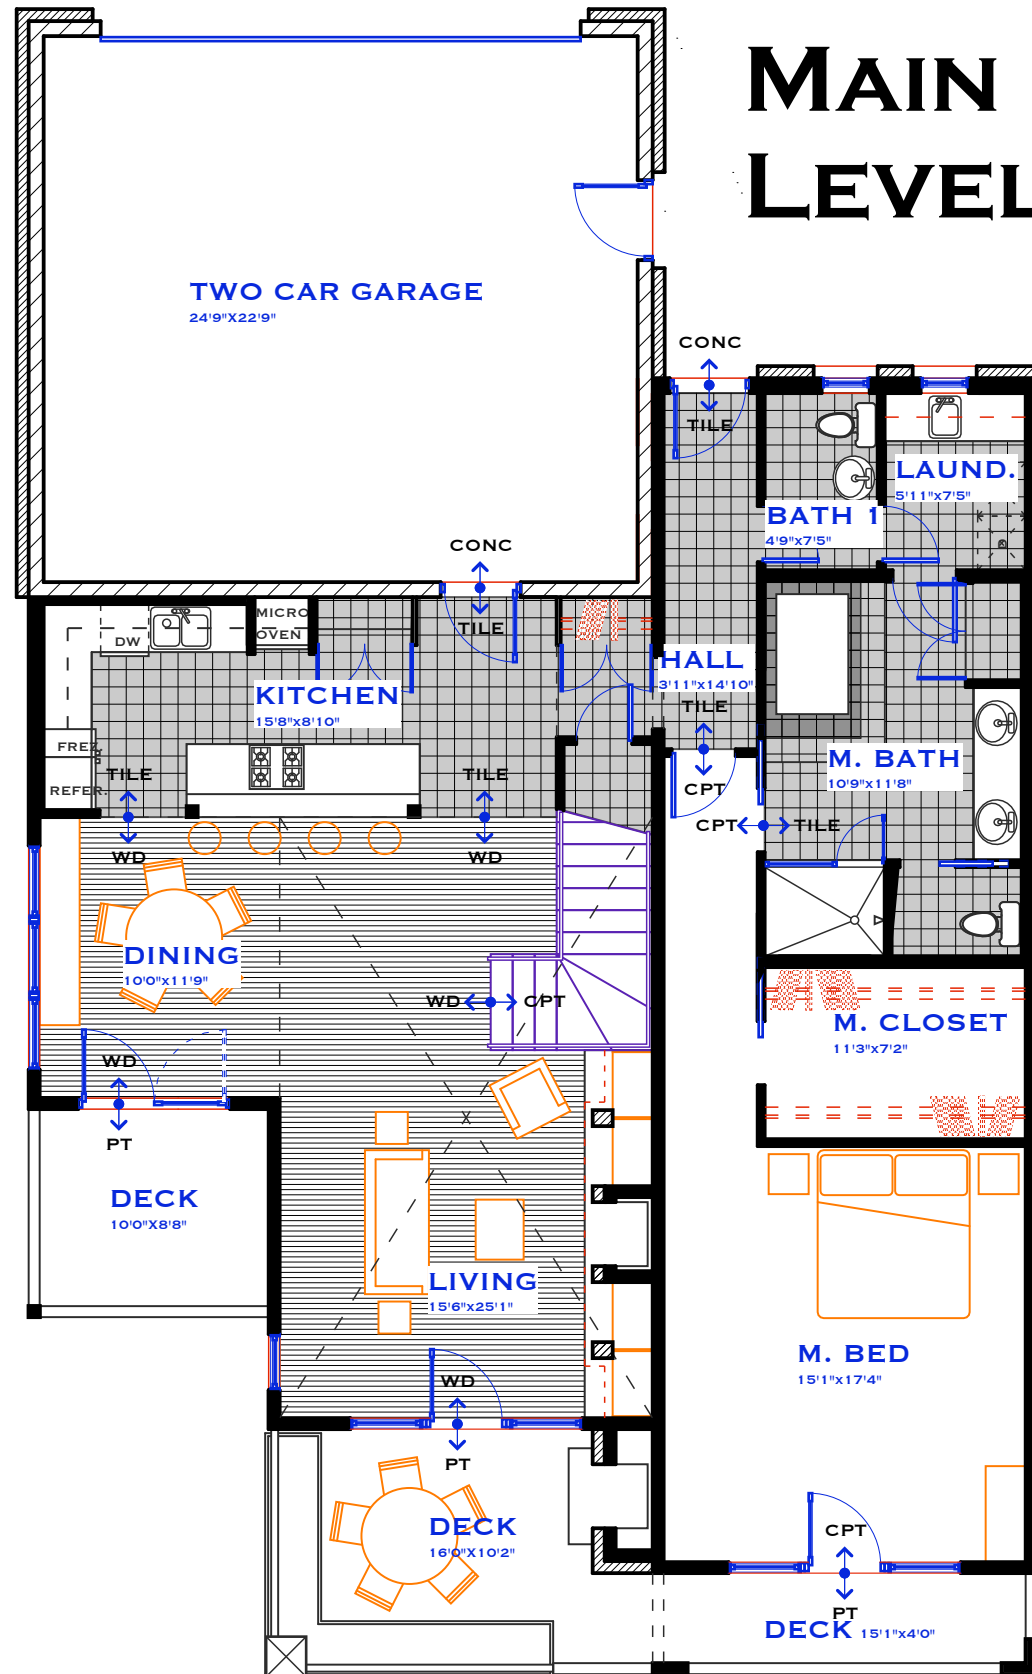 MAIN
LEVEL
TWO CAR GARAGE
24'9"X22'9"
CONC
TILE
LAUND.
5'11"x7'5"
BATH 1
4'9"x7'5"
CONC
TILE
MICRO
OVEN
DW
HALL
3'11"x14'10"
KITCHEN
15'8"x8'10"
TILE
FREZ.
M. BATH
10'9"x11'8"
TILE
TILE
REFER.
CPT
CPT
TILE
WD
WD
DINING
10'0"x11'9"
WD
CPT
M. CLOSET
11'3"x7'2"
WD
PT
DECK
10'0"X8'8"
LIVING
15'6"x25'1"
M. BED
15'1"x17'4"
WD
PT
DECK
16'0"X10'2"
CPT
PT
DECK 15'1"x4'0"